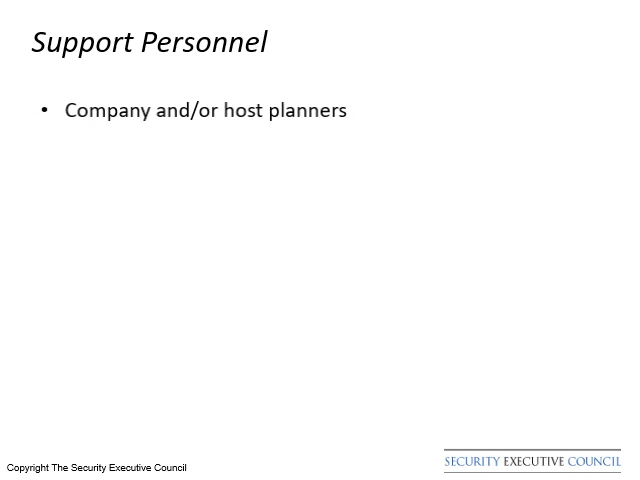 Support Personnel
• Company and/or host planners
Copyright The Security Executive Council
SECURITY EXECUTIVE COUNCIL